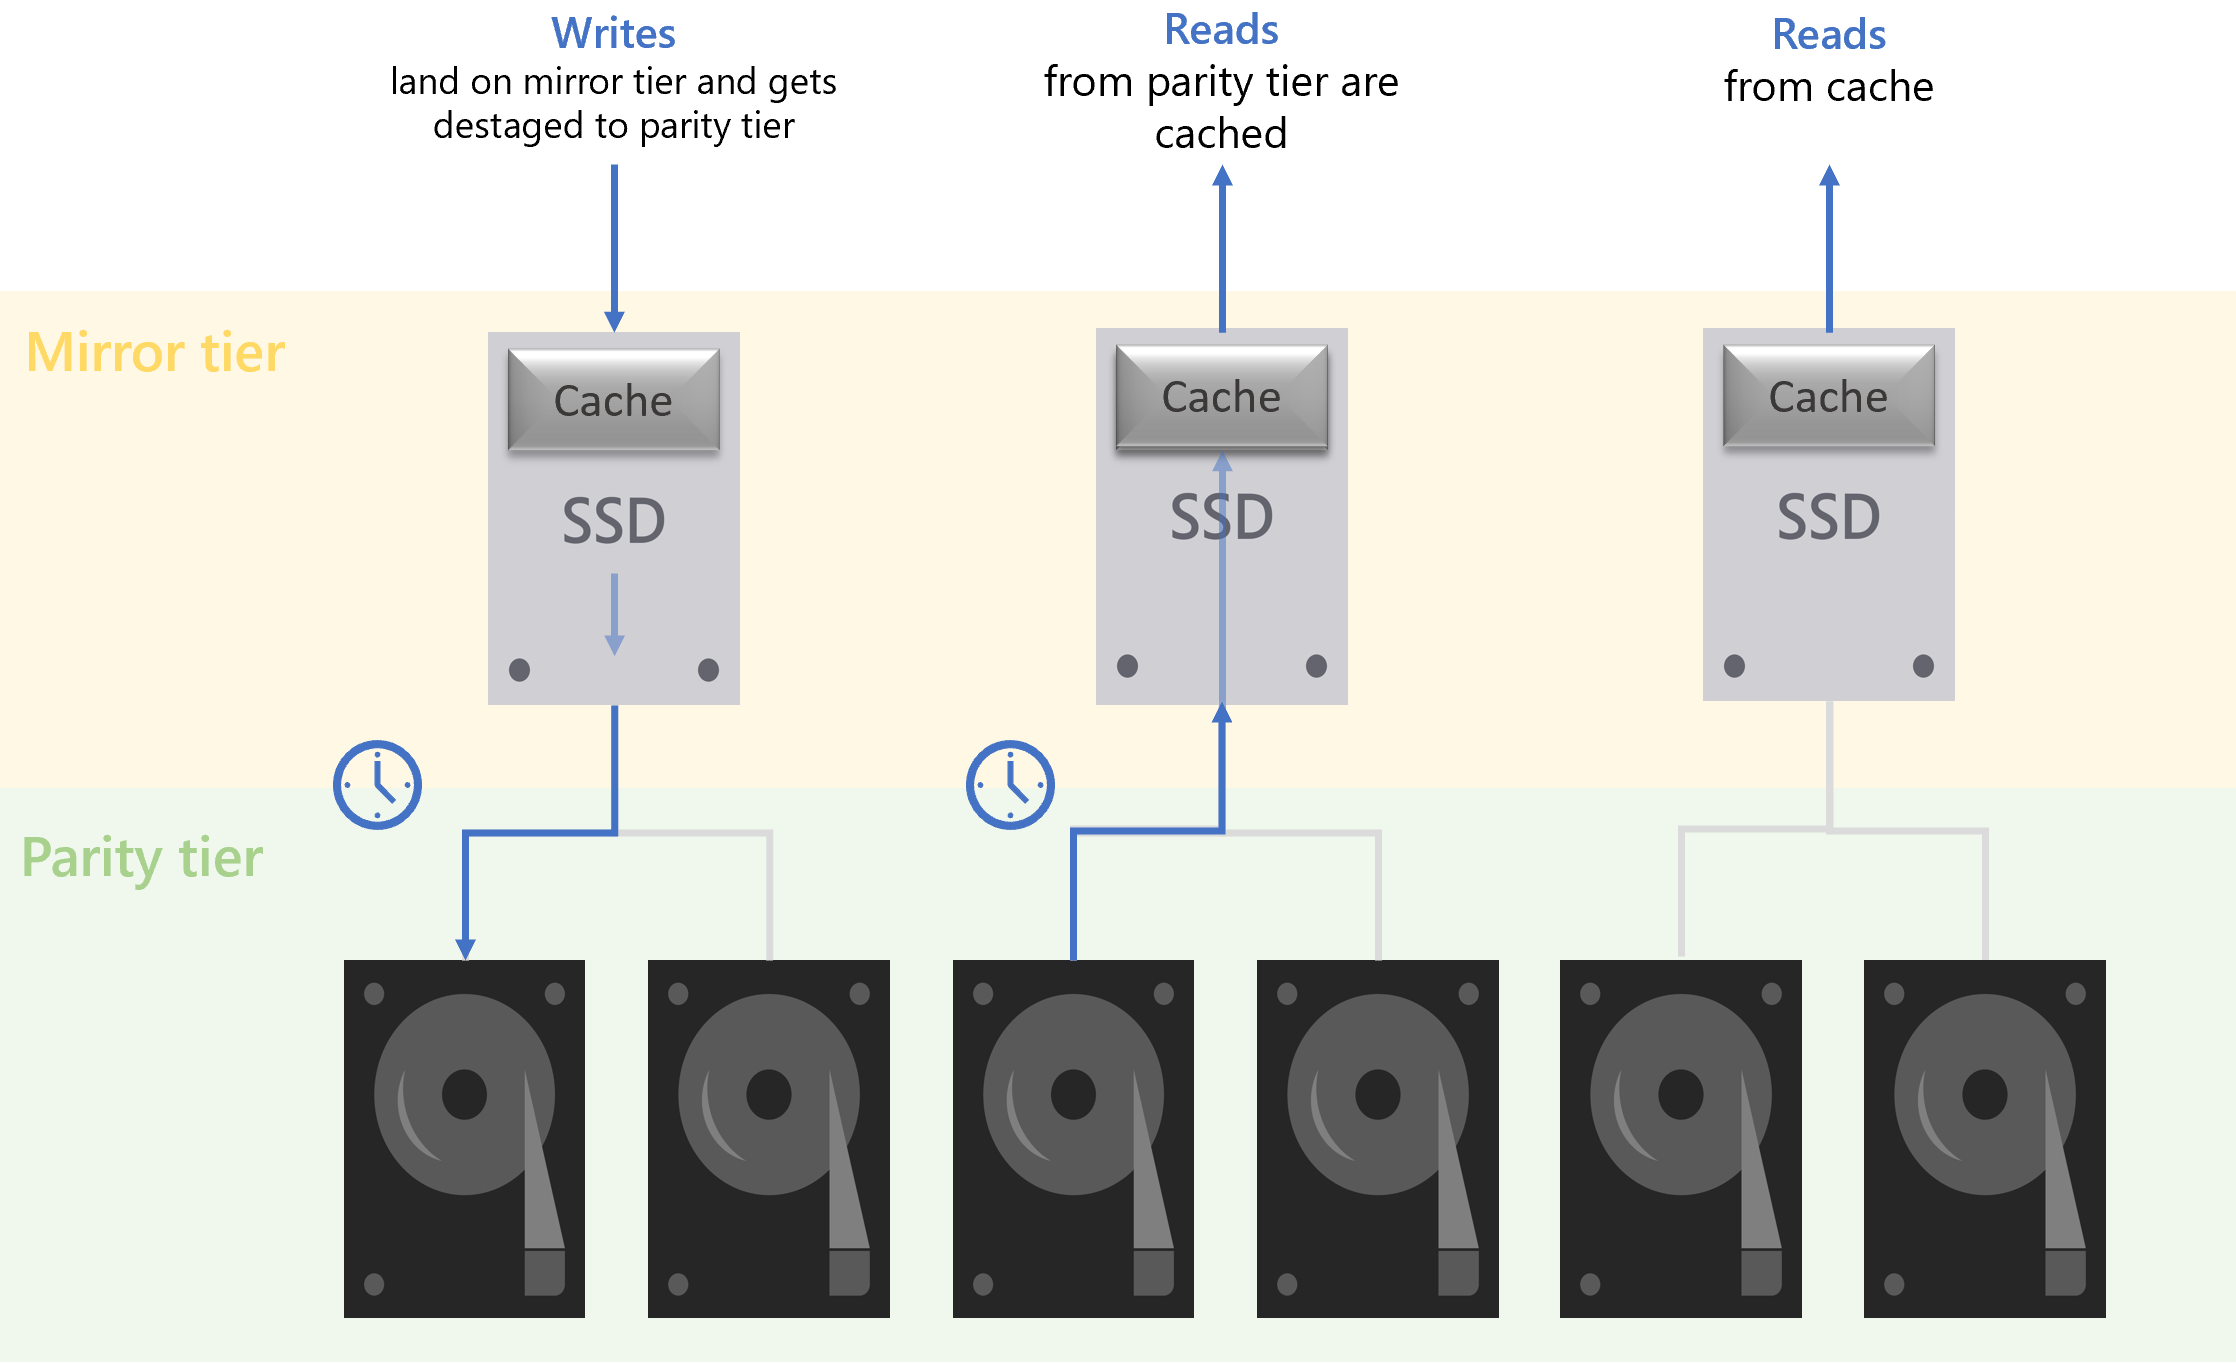 Writes
land on mirror tier and gets
destaged to parity tier
Reads
from parity tier are
cached
Reads
from cache
Mirror tier
Cache
SSD
Cache
SSD
Cache
SSD
Parity tier